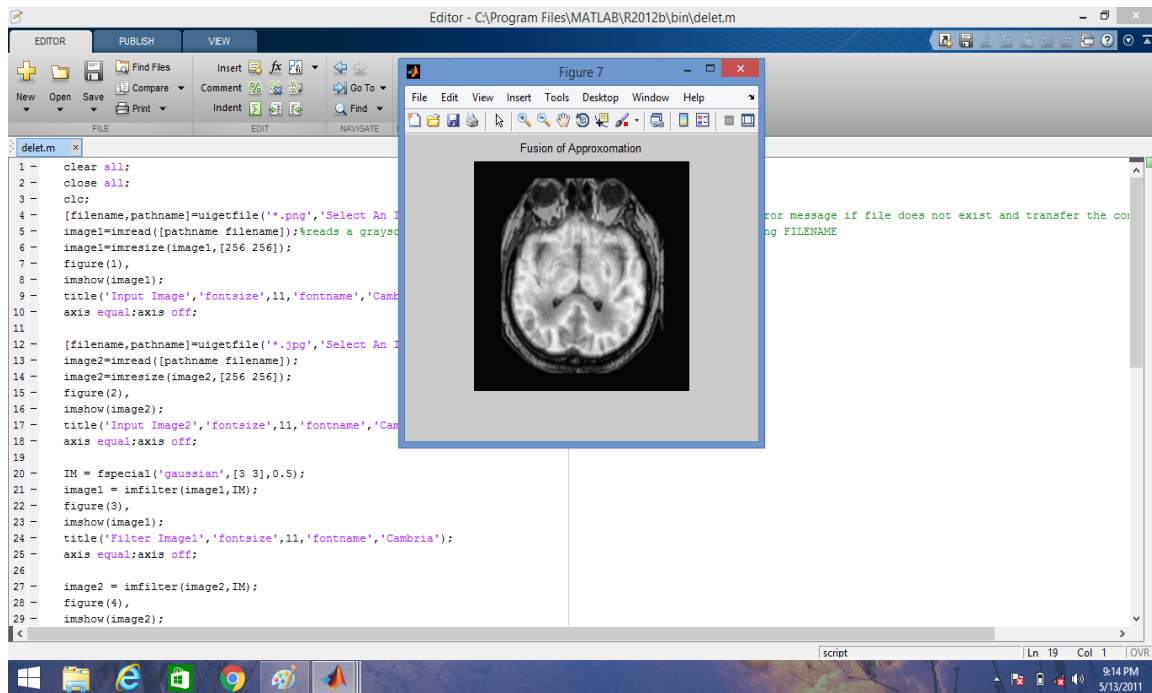 Editor - C:\Program Files\MATLAB\R2012b\bin\delet.m
EDITOR PUBLISH VIEW
New Open Save
Find Files
Compare
Print
FILE
Insert fx
Comment %
Indent
EDIT
Go To
Find
NAVIGATE
delet.m ×
1 - clear all;
2 - close all;
3 - clc;
4 - [filename,pathname]=uigetfile('*.png','Select An I
ror message if file does not exist and transfer the con
5 - image1=imread([pathname filename]);%reads a graysc
ng FILENAME
6 - image1=imresize(image1,[256 256]);
7 - figure(1),
8 - imshow(image1);
9 - title('Input Image','fontsize',11,'fontname','Camb
10 - axis equal;axis off;
11
12 - [filename,pathname]=uigetfile('*.jpg','Select An I
13 - image2=imread([pathname filename]);
14 - image2=imresize(image2,[256 256]);
15 - figure(2),
16 - imshow(image2);
17 - title('Input Image2','fontsize',11,'fontname','Cam
18 - axis equal;axis off;
19
20 - IM = fspecial('gaussian',[3 3],0.5);
21 - image1 = imfilter(image1,IM);
22 - figure(3),
23 - imshow(image1);
24 - title('Filter Image1','fontsize',11,'fontname','Cambria');
25 - axis equal;axis off;
26
27 - image2 = imfilter(image2,IM);
28 - figure(4),
29 - imshow(image2);
Figure 7
File Edit View Insert Tools Desktop Window Help
Fusion of Approxomation
script Ln 19 Col 1 OVR
9:14 PM
5/13/2011